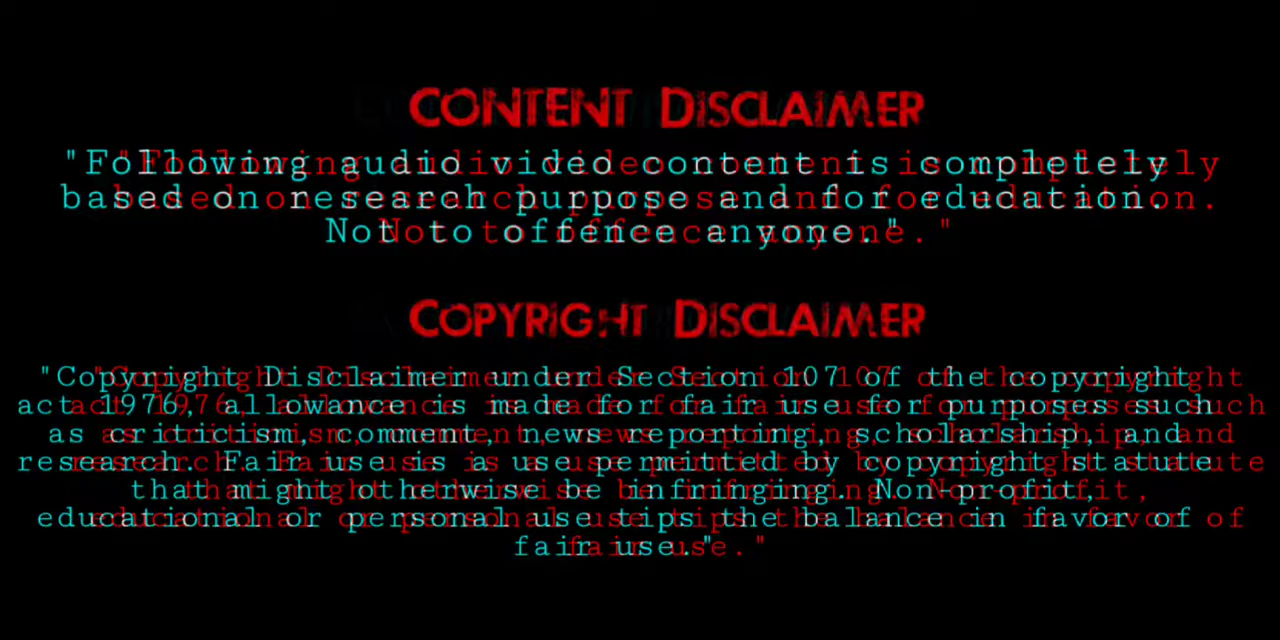 CONTENT DISCLAIMER
"Following audio video content is completely
based on research purpose and for education.
Not to offence anyone."
COPYRIGHT DISCLAIMER
"Copyright Disclaimer under Section 107 of the copyright
act 1976, allowance is made for fair use for purposes such
as criticism, comment, news reporting, scholarship, and
research. Fair use is a use permitted by copyright statute
that might otherwise be infringing. Non-profit,
educational or personal use tips the balance in favor of
fair use."